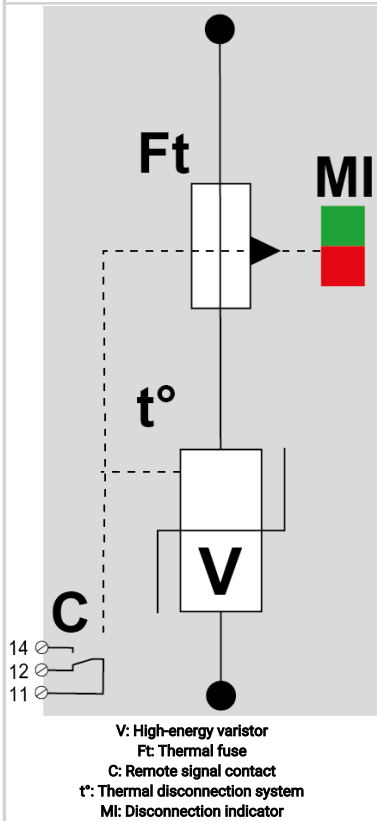 Ft
MI
t°
V
C
14
12
11
V: High-energy varistor
Ft: Thermal fuse
C: Remote signal contact
t°: Thermal disconnection system
MI: Disconnection indicator